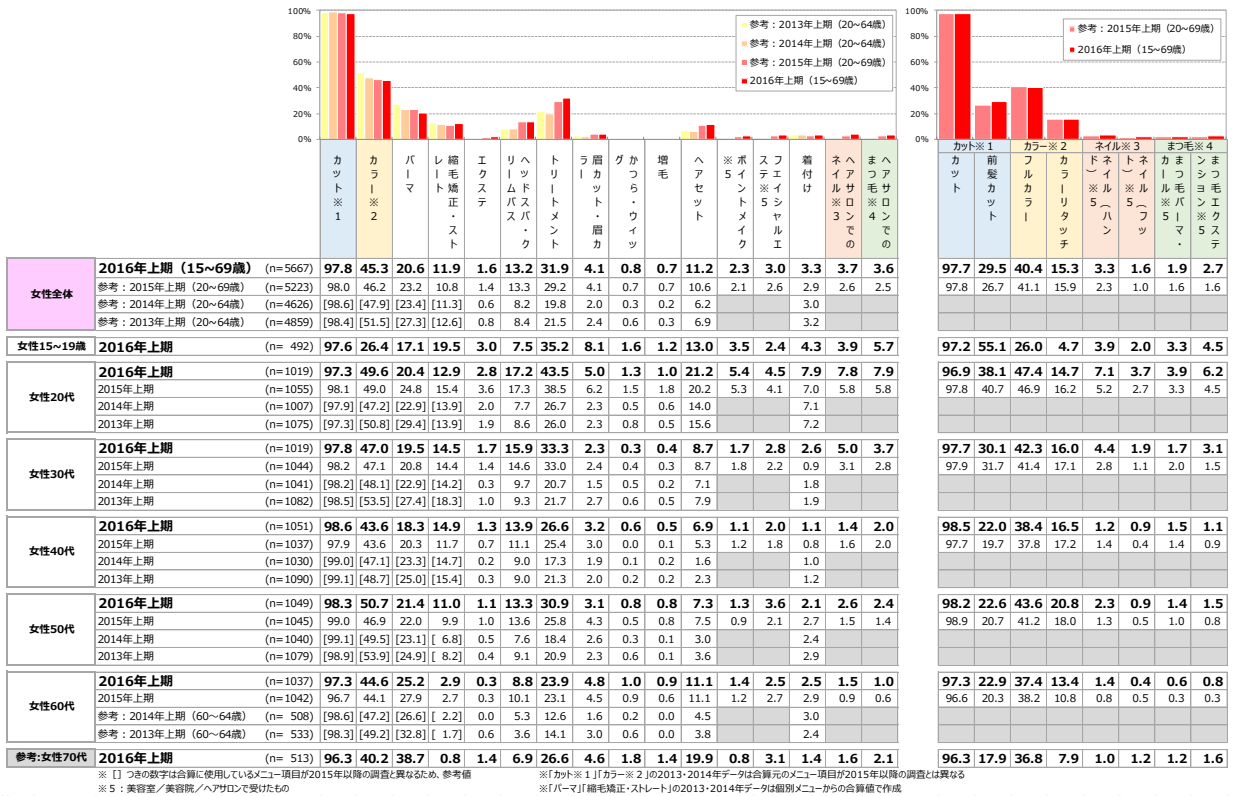 100%
80%
60%
40%
20%
0%
参考：2013年上期（20~64歳）
参考：2014年上期（20~64歳）
参考：2015年上期（20~69歳）
2016年上期（15~69歳）
100%
80%
60%
40%
20%
0%
参考：2015年上期（20~69歳）
2016年上期（15~69歳）
カット※１
カラー※２
パーマ
縮毛矯正・ストレート
エクステ
ヘッドスパ・クリームバス
トリートメント
眉カット・眉カラー
かつら・ウィッグ
増毛
ヘアセット
ポイントメイク※５
フェイシャルエステ※５
着付け
ヘアサロンでのネイル※３
ヘアサロンでのまつ毛※４
カット※１ カラー※２ ネイル※３ まつ毛※４
カット
前髪カット
フルカラー
カラーリタッチ
ネイル（ハンド）※５
ネイル（フット）※５
まつ毛パーマ・カール※５
まつ毛エクステンション※５
女性全体
2016年上期（15~69歳） (n=5667) 97.8 45.3 20.6 11.9 1.6 13.2 31.9 4.1 0.8 0.7 11.2 2.3 3.0 3.3 3.7 3.6 97.7 29.5 40.4 15.3 3.3 1.6 1.9 2.7
参考：2015年上期（20~69歳） (n=5223) 98.0 46.2 23.2 10.8 1.4 13.3 29.2 4.1 0.7 0.7 10.6 2.1 2.6 2.9 2.6 2.5 97.8 26.7 41.1 15.9 2.3 1.0 1.6 1.6
参考：2014年上期（20~64歳） (n=4626) [98.6] [47.9] [23.4] [11.3] 0.6 8.2 19.8 2.0 0.3 0.2 6.2 3.0
参考：2013年上期（20~64歳） (n=4859) [98.4] [51.5] [27.3] [12.6] 0.8 8.4 21.5 2.4 0.6 0.3 6.9 3.2
女性15~19歳 2016年上期 (n= 492) 97.6 26.4 17.1 19.5 3.0 7.5 35.2 8.1 1.6 1.2 13.0 3.5 2.4 4.3 3.9 5.7 97.2 55.1 26.0 4.7 3.9 2.0 3.3 4.5
女性20代
2016年上期 (n=1019) 97.3 49.6 20.4 12.9 2.8 17.2 43.5 5.0 1.3 1.0 21.2 5.4 4.5 7.9 7.8 7.9 96.9 38.1 47.4 14.7 7.1 3.7 3.9 6.2
2015年上期 (n=1055) 98.1 49.0 24.8 15.4 3.6 17.3 38.5 6.2 1.5 1.8 20.2 5.3 4.1 7.0 5.8 5.8 97.8 40.7 46.9 16.2 5.2 2.7 3.3 4.5
2014年上期 (n=1007) [97.9] [47.2] [22.9] [13.9] 2.0 7.7 26.7 2.3 0.5 0.6 14.0 7.1
2013年上期 (n=1075) [97.3] [50.8] [29.4] [13.9] 1.9 8.6 26.0 2.3 0.8 0.5 15.6 7.2
女性30代
2016年上期 (n=1019) 97.8 47.0 19.5 14.5 1.7 15.9 33.3 2.3 0.3 0.4 8.7 1.7 2.8 2.6 5.0 3.7 97.7 30.1 42.3 16.0 4.4 1.9 1.7 3.1
2015年上期 (n=1044) 98.2 47.1 20.8 14.4 1.4 14.6 33.0 2.4 0.4 0.3 8.7 1.8 2.2 0.9 3.1 2.8 97.9 31.7 41.4 17.1 2.8 1.1 2.0 1.5
2014年上期 (n=1041) [98.2] [48.1] [22.9] [14.2] 0.3 9.7 20.7 1.5 0.5 0.2 7.1 1.8
2013年上期 (n=1082) [98.5] [53.5] [27.4] [18.3] 1.0 9.3 21.7 2.7 0.6 0.5 7.9 1.9
女性40代
2016年上期 (n=1051) 98.6 43.6 18.3 14.9 1.3 13.9 26.6 3.2 0.6 0.5 6.9 1.1 2.0 1.1 1.4 2.0 98.5 22.0 38.4 16.5 1.2 0.9 1.5 1.1
2015年上期 (n=1037) 97.9 43.6 20.3 11.7 0.7 11.1 25.4 3.0 0.0 0.1 5.3 1.2 1.8 0.8 1.6 2.0 97.7 19.7 37.8 17.2 1.4 0.4 1.4 0.9
2014年上期 (n=1030) [99.0] [47.1] [23.3] [14.7] 0.2 9.0 17.3 1.9 0.1 0.2 1.6 1.0
2013年上期 (n=1090) [99.1] [48.7] [25.0] [15.4] 0.3 9.0 21.3 2.0 0.2 0.2 2.3 1.2
女性50代
2016年上期 (n=1049) 98.3 50.7 21.4 11.0 1.1 13.3 30.9 3.1 0.8 0.8 7.3 1.3 3.6 2.1 2.6 2.4 98.2 22.6 43.6 20.8 2.3 0.9 1.4 1.5
2015年上期 (n=1045) 99.0 46.9 22.0 9.9 1.0 13.6 25.8 4.3 0.5 0.8 7.5 0.9 2.1 2.7 1.5 1.4 98.9 20.7 41.2 18.0 1.3 0.5 1.0 0.8
2014年上期 (n=1040) [99.1] [49.5] [23.1] [ 6.8] 0.5 7.6 18.4 2.6 0.3 0.1 3.0 2.4
2013年上期 (n=1079) [98.9] [53.9] [24.9] [ 8.2] 0.4 9.1 20.9 2.3 0.6 0.1 3.6 2.9
女性60代
2016年上期 (n=1037) 97.3 44.6 25.2 2.9 0.3 8.8 23.9 4.8 1.0 0.9 11.1 1.4 2.5 2.5 1.5 1.0 97.3 22.9 37.4 13.4 1.4 0.4 0.6 0.8
2015年上期 (n=1042) 96.7 44.1 27.9 2.7 0.3 10.1 23.1 4.5 0.9 0.6 11.1 1.2 2.7 2.9 0.9 0.6 96.6 20.3 38.2 10.8 0.8 0.5 0.3 0.3
参考：2014年上期（60～64歳） (n= 508) [98.6] [47.2] [26.6] [ 2.2] 0.0 5.3 12.6 1.6 0.2 0.0 4.5 3.0
参考：2013年上期（60～64歳） (n= 533) [98.3] [49.2] [32.8] [ 1.7] 0.6 3.6 14.1 3.0 0.6 0.0 3.8 2.4
参考:女性70代 2016年上期 (n= 513) 96.3 40.2 38.7 0.8 1.4 6.9 26.6 4.6 1.8 1.4 19.9 0.8 3.1 1.4 1.6 2.1 96.3 17.9 36.8 7.9 1.0 1.2 1.2 1.6
※［］つきの数字は合算に使用しているメニュー項目が2015年以降の調査と異なるため、参考値
※「カット※１」「カラー※２」の2013・2014年データは合算元のメニュー項目が2015年以降の調査とは異なる
※５：美容室／美容院／ヘアサロンで受けたもの
※「パーマ」「縮毛矯正・ストレート」の2013・2014年データは個別メニューからの合算値で作成